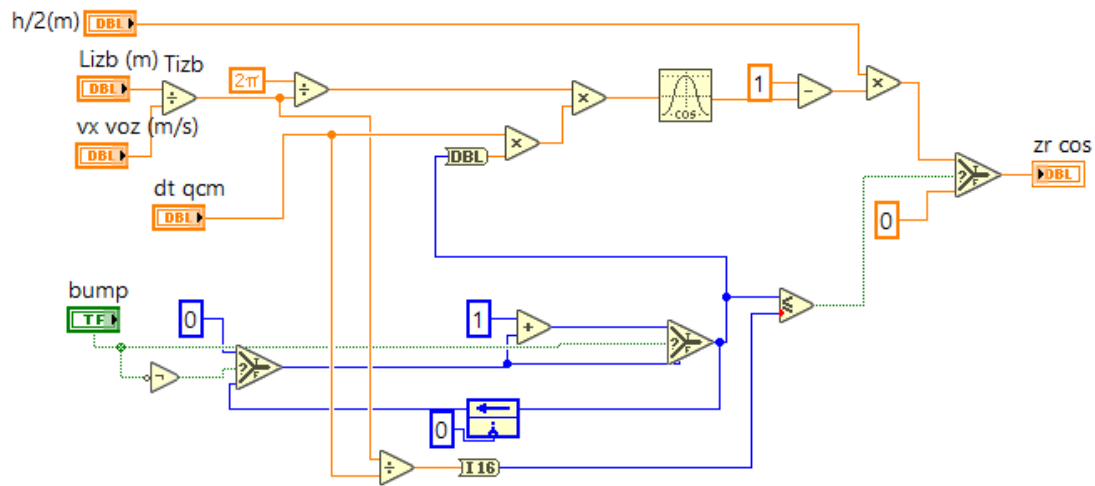 h/2(m) DBL
Lizb (m) Tizb
DBL
÷
2π
÷
×
COS
1
−
×
vx voz (m/s)
DBL
×
DBL
zr cos
DBL
dt qcm
DBL
? T F
0
bump
TF
0
1
+
≤
? T F
? T F
¬
0
i
÷
I16